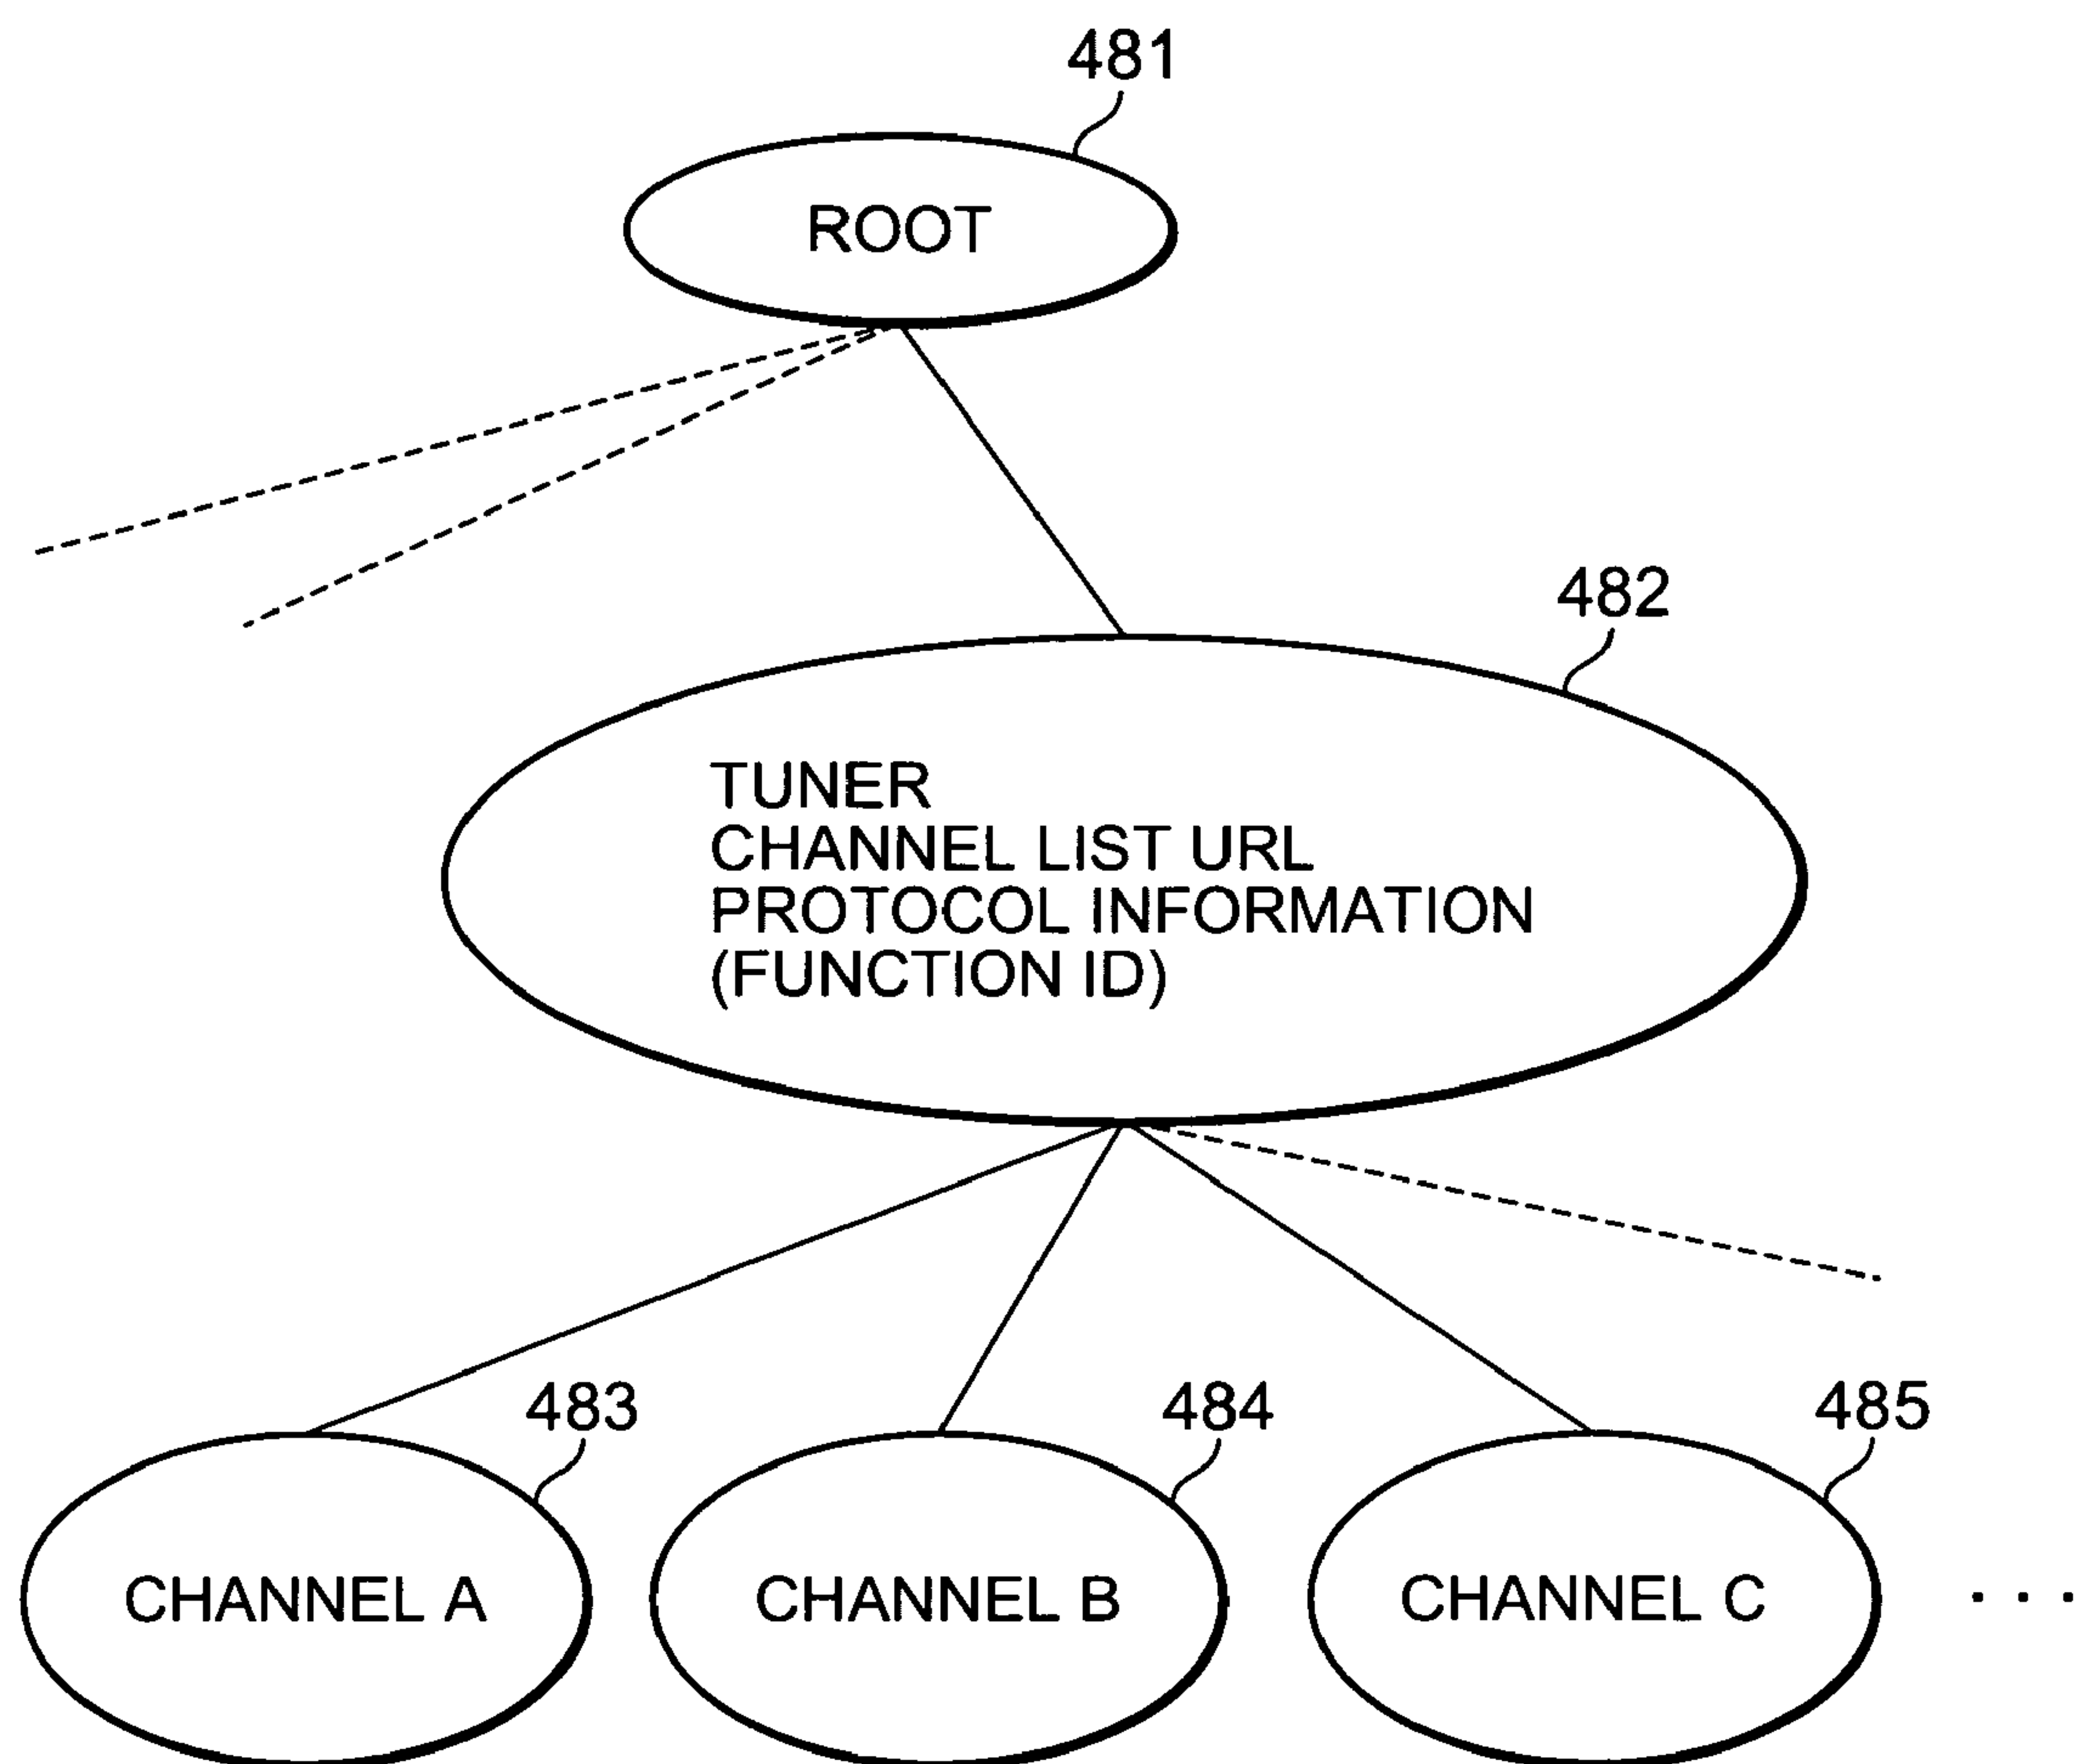 481
ROOT
482
TUNER
CHANNEL LIST URL
PROTOCOL INFORMATION
(FUNCTION ID)
483
484
485
CHANNEL A
CHANNEL B
CHANNEL C
. . .